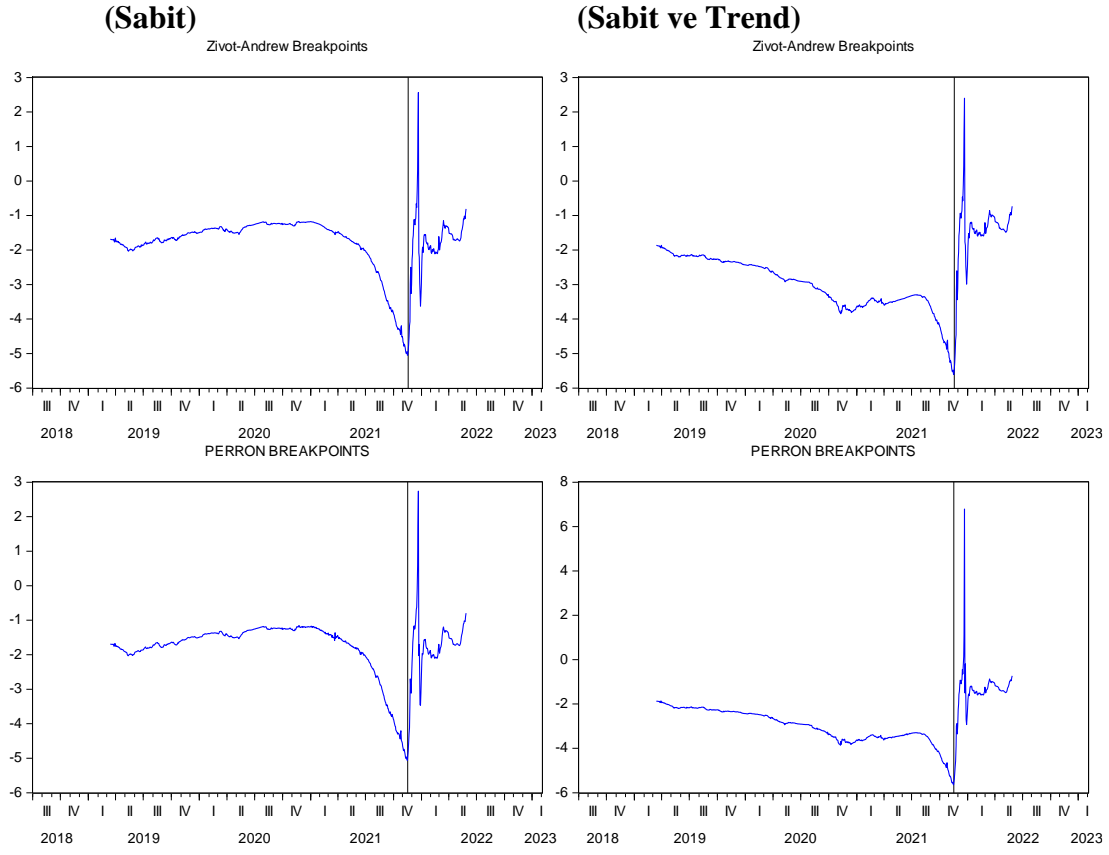 (Sabit) (Sabit ve Trend)
Zivot-Andrew Breakpoints Zivot-Andrew Breakpoints
3 3
2 2
1 1
0 0
-1 -1
-2 -2
-3 -3
-4 -4
-5 -5
-6 -6
III IV I II III IV I II III IV I II III IV I II III IV I III IV I II III IV I II III IV I II III IV I II III IV I
2018 2019 2020 2021 2022 2023 2018 2019 2020 2021 2022 2023
PERRON BREAKPOINTS PERRON BREAKPOINTS
3 8
2 6
1 4
0 2
-1 0
-2 -2
-3 -4
-4 -6
-5
-6
III IV I II III IV I II III IV I II III IV I II III IV I III IV I II III IV I II III IV I II III IV I II III IV I
2018 2019 2020 2021 2022 2023 2018 2019 2020 2021 2022 2023